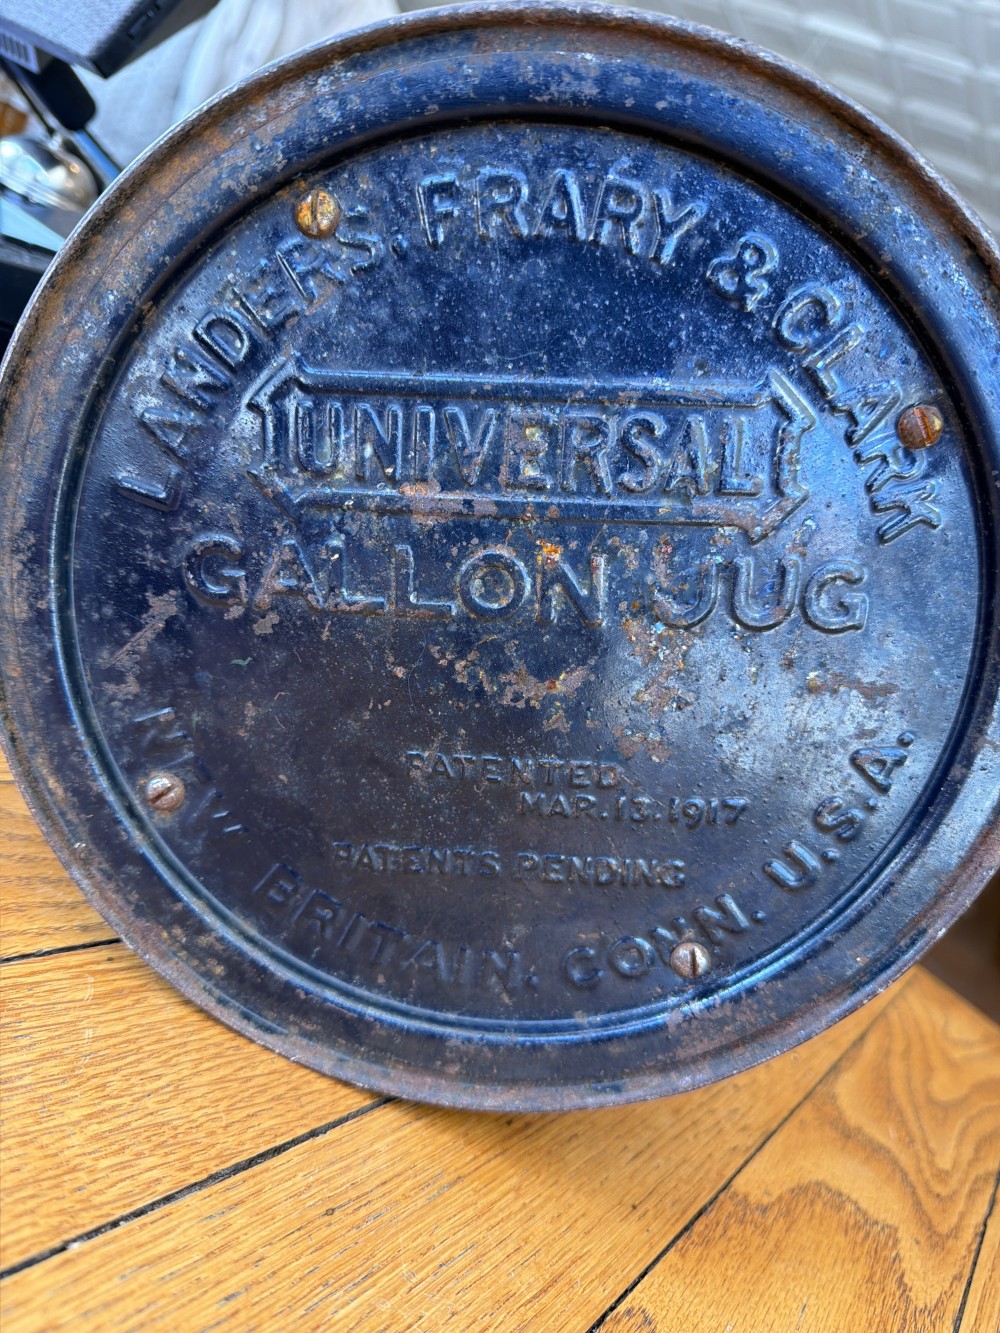 LANDERS. FRARY & CLARK
UNIVERSAL
GALLON JUG
PATENTED
MAR. 13. 1917
PATENTS PENDING
NEW BRITAIN. CONN. U.S.A.